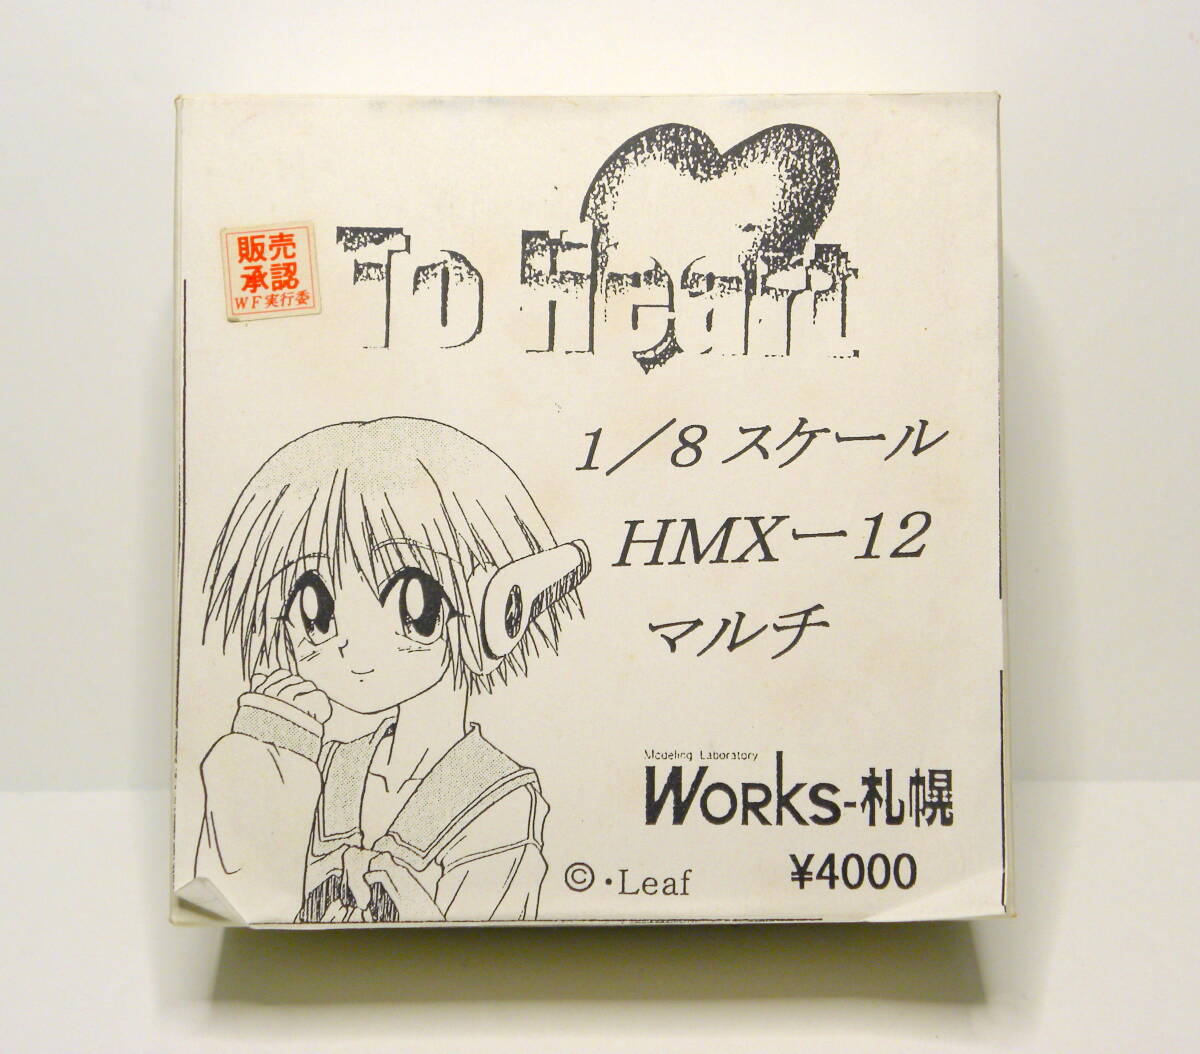 To Heart
販売
承認
WF実行委
1/8 スケール
HMX-12
マルチ
Modeling Laboratory
WORKS-札幌
©・Leaf
¥4000